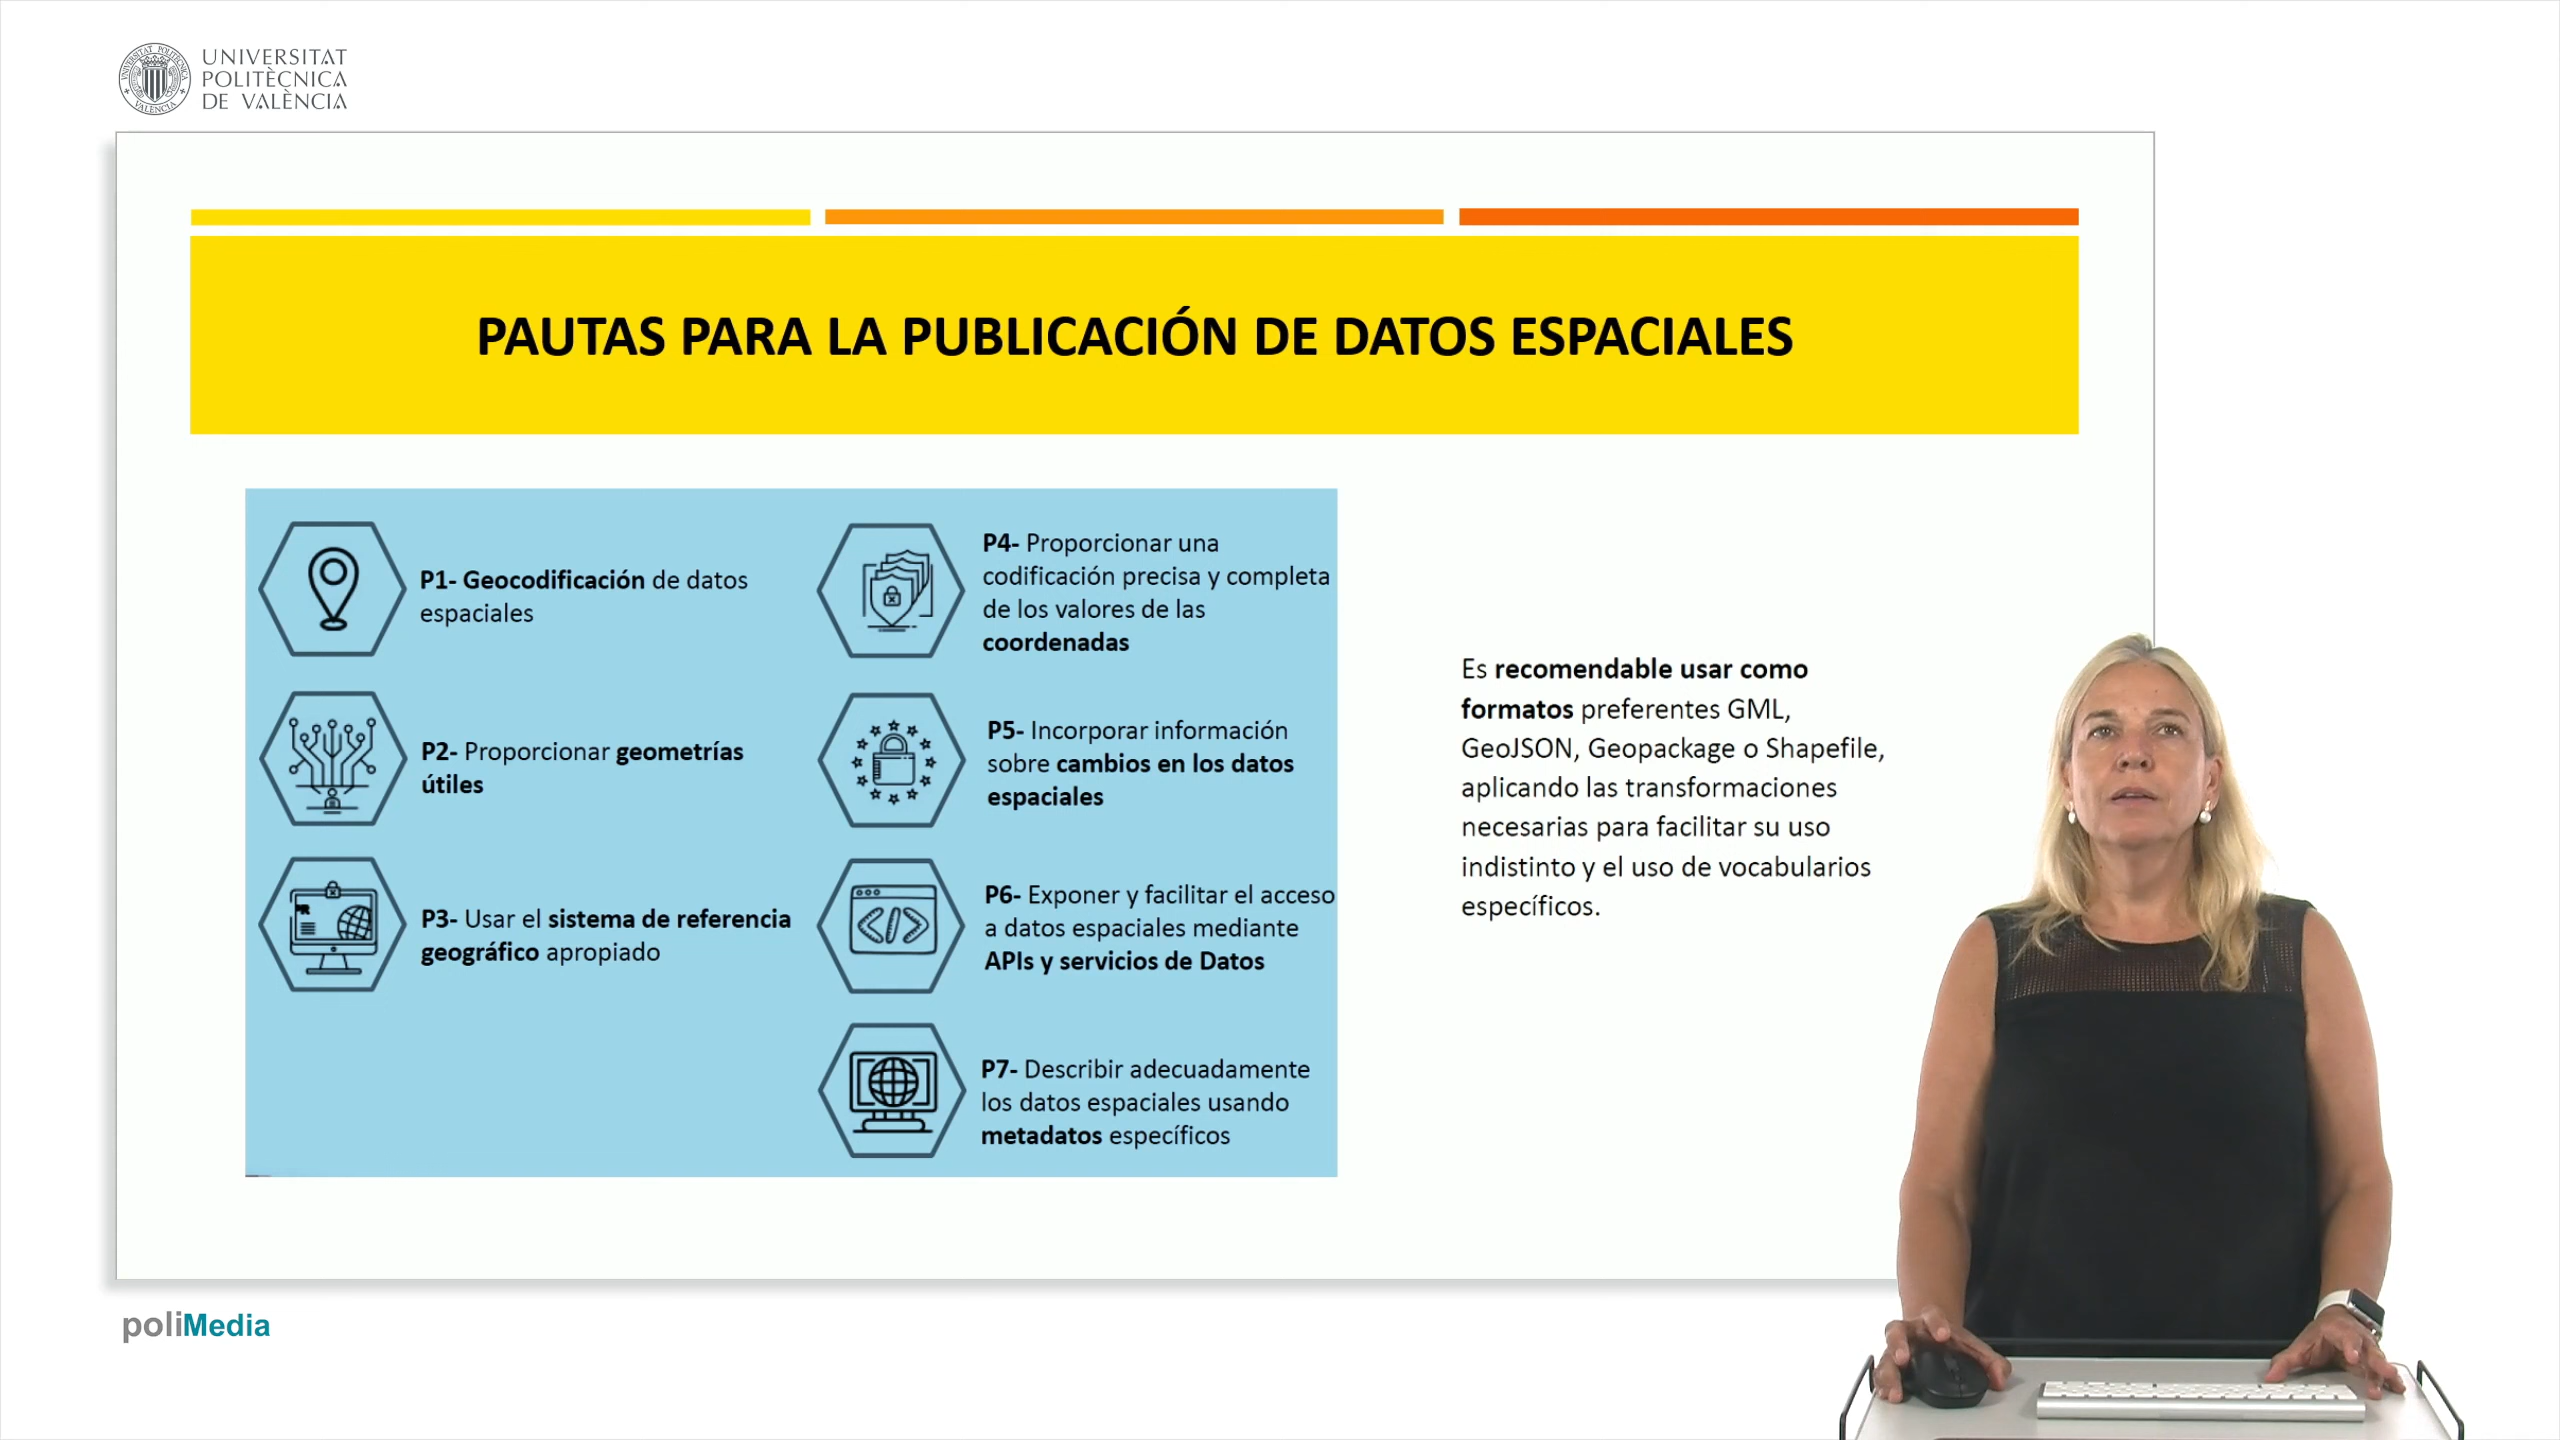 UNIVERSITAT
POLITÈCNICA
DE VALÈNCIA
PAUTAS PARA LA PUBLICACIÓN DE DATOS ESPACIALES
P1- Geocodificación de datos
espaciales
P2- Proporcionar geometrías
útiles
P3- Usar el sistema de referencia
geográfico apropiado
P4- Proporcionar una
codificación precisa y completa
de los valores de las
coordenadas
P5- Incorporar información
sobre cambios en los datos
espaciales
P6- Exponer y facilitar el acceso
a datos espaciales mediante
APIs y servicios de Datos
P7- Describir adecuadamente
los datos espaciales usando
metadatos específicos
Es recomendable usar como
formatos preferentes GML,
GeoJSON, Geopackage o Shapefile,
aplicando las transformaciones
necesarias para facilitar su uso
indistinto y el uso de vocabularios
específicos.
poliMedia